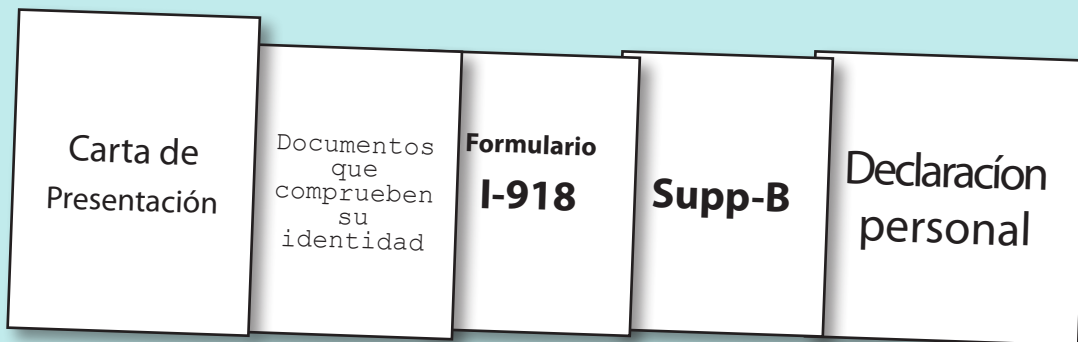 Carta de
Presentación
Documentos
que
comprueben
su
identidad
Formulario
I-918
Supp-B
Declaracíon
personal